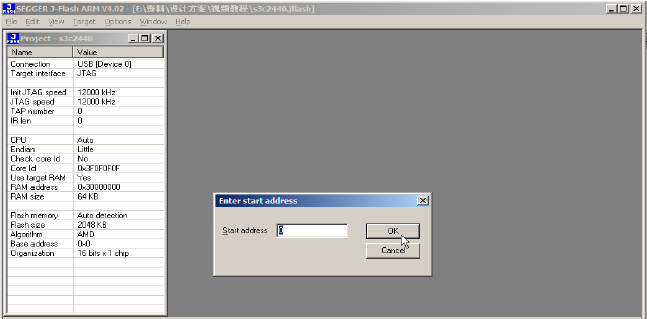 SEGGER J-Flash ARM V4.02 - [E:\资料\设计方案\视频教程\s3c2440.jflash]
File Edit View Target Options Window Help
Project - s3c2440
Name Value
Connection USB [Device 0]
Target interface JTAG
Init JTAG speed 12000 kHz
JTAG speed 12000 kHz
TAP number 0
IR len 0
CPU Auto
Endian Little
Check core Id No
Core Id 0x3F0F0F0F
Use target RAM Yes
RAM address 0x30000000
RAM size 64 KB
Flash memory Auto detection
Flash size 2048 KB
Algorithm AMD
Base address 0x0
Organization 16 bits x 1 chip
Enter start address
Start address 0
OK
Cancel